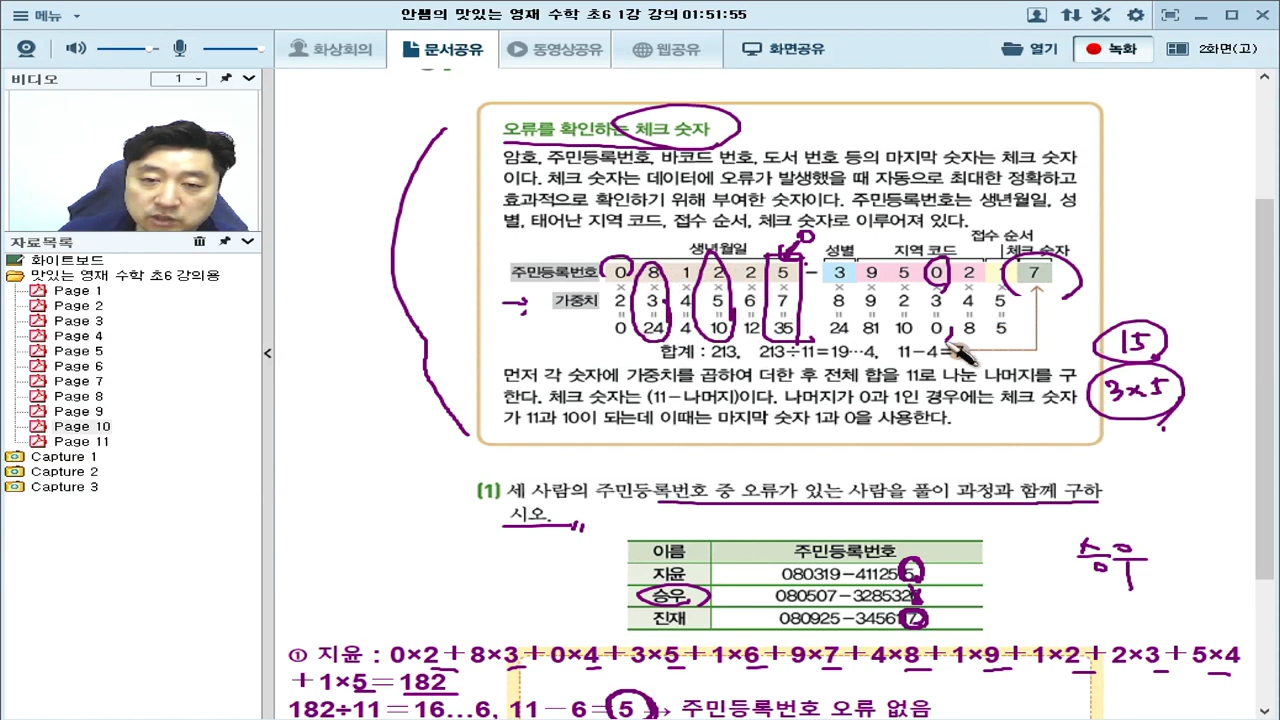 메뉴
안쌤의 맛있는 영재 수학 초6 1강 강의 01:51:55
화상회의 문서공유 동영상공유 웹공유 화면공유 열기 녹화 2화면(고)
비디오 1
자료목록
화이트보드
맛있는 영재 수학 초6 강의용
Page 1
Page 2
Page 3
Page 4
Page 5
Page 6
Page 7
Page 8
Page 9
Page 10
Page 11
Capture 1
Capture 2
Capture 3
오류를 확인하는 체크 숫자
암호, 주민등록번호, 바코드 번호, 도서 번호 등의 마지막 숫자는 체크 숫자
이다. 체크 숫자는 데이터에 오류가 발생했을 때 자동으로 최대한 정확하고
효과적으로 확인하기 위해 부여한 숫자이다. 주민등록번호는 생년월일, 성
별, 태어난 지역 코드, 접수 순서, 체크 숫자로 이루어져 있다.
접수 순서
생년월일 성별 지역 코드 체크 숫자
주민등록번호 0 8 1 2 2 5 - 3 9 5 0 2 1 7
× × × × × × × × × × × ×
가중치 2 3 4 5 6 7 8 9 2 3 4 5
= = = = = = = = = = = =
0 24 4 10 12 35 24 81 10 0 8 5
합계 : 213, 213÷11=19…4, 11-4=
먼저 각 숫자에 가중치를 곱하여 더한 후 전체 합을 11로 나눈 나머지를 구
한다. 체크 숫자는 (11-나머지)이다. 나머지가 0과 1인 경우에는 체크 숫자
가 11과 10이 되는데 이때는 마지막 숫자 1과 0을 사용한다.
15
3×5
(1) 세 사람의 주민등록번호 중 오류가 있는 사람을 풀이 과정과 함께 구하
시오.
이름 주민등록번호
지윤 080319-4112515
승우 080507-328532
진재 080925-3456117
승우
① 지윤 : 0×2+8×3+0×4+3×5+1×6+9×7+4×8+1×9+1×2+2×3+5×4
+1×5=182
182÷11=16…6, 11-6=5 → 주민등록번호 오류 없음